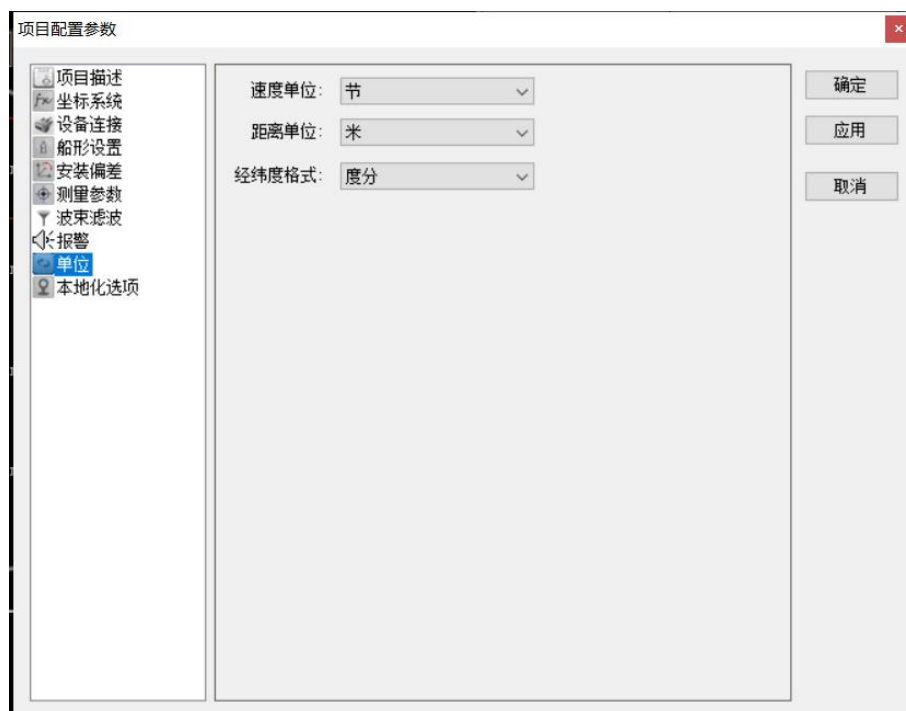 项目配置参数
项目描述
坐标系统
设备连接
船形设置
安装偏差
测量参数
波束滤波
报警
单位
本地化选项
速度单位: 节
距离单位: 米
经纬度格式: 度分
确定
应用
取消